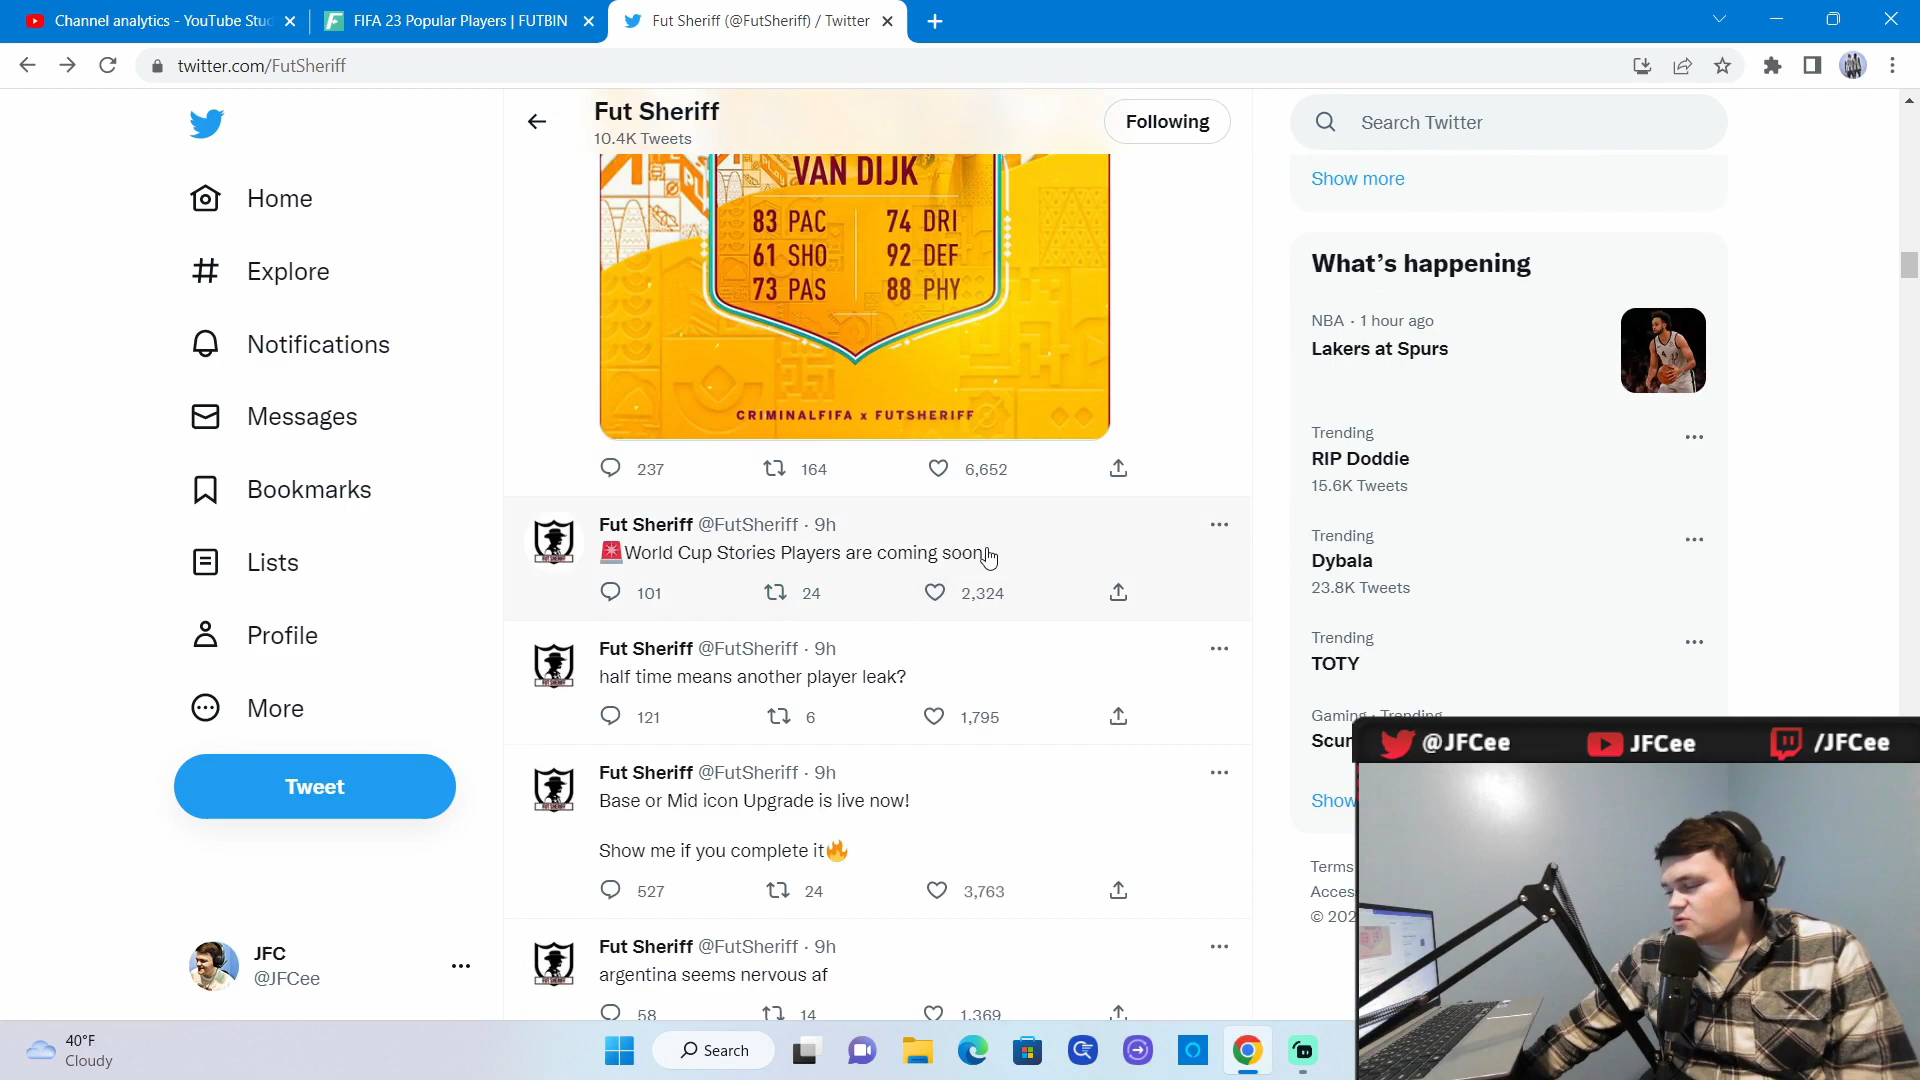 Channel analytics - YouTube Stud
FIFA 23 Popular Players | FUTBIN
Fut Sheriff (@FutSheriff) / Twitter
twitter.com/FutSheriff
Home
Explore
Notifications
Messages
Bookmarks
Lists
Profile
More
Tweet
JFC
@JFCee
Fut Sheriff
10.4K Tweets
Following
VAN DIJK
83 PAC 74 DRI
61 SHO 92 DEF
73 PAS 88 PHY
CRIMINALFIFA x FUTSHERIFF
237 164 6,652
Fut Sheriff @FutSheriff · 9h
🚨World Cup Stories Players are coming soon
101 24 2,324
Fut Sheriff @FutSheriff · 9h
half time means another player leak?
121 6 1,795
Fut Sheriff @FutSheriff · 9h
Base or Mid icon Upgrade is live now!
Show me if you complete it🔥
527 24 3,763
Fut Sheriff @FutSheriff · 9h
argentina seems nervous af
58 14 1,369
Search Twitter
Show more
What's happening
NBA · 1 hour ago
Lakers at Spurs
Trending
RIP Doddie
15.6K Tweets
Trending
Dybala
23.8K Tweets
Trending
TOTY
Gaming · Trending
Scur
Show
Terms
Acces
© 202
@JFCee JFCee /JFCee
40°F
Cloudy
Search